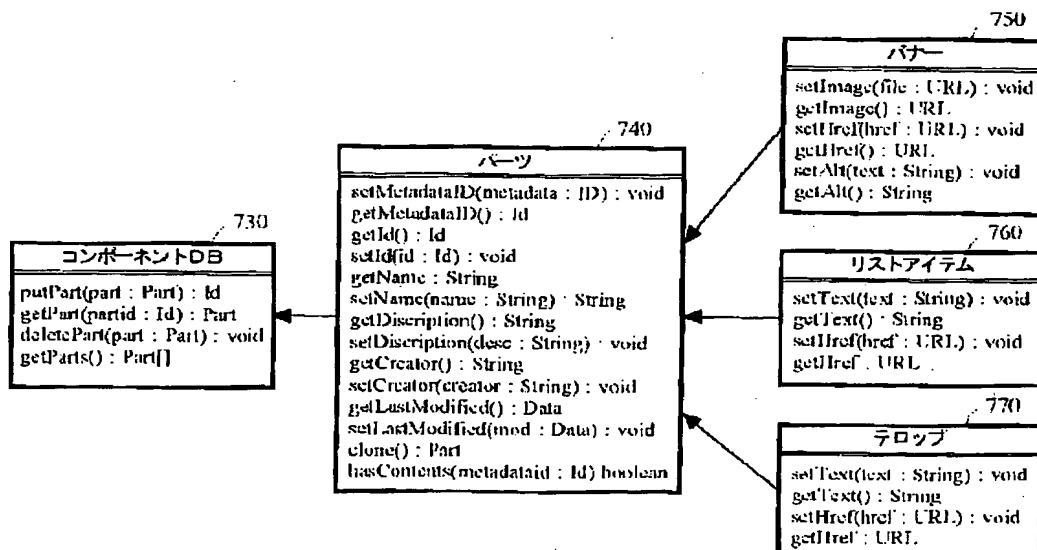 730
コンポーネントDB
putPart(part : Part) : Id
getPart(partid : Id) : Part
deletePart(part : Part) : void
getParts() : Part[]
740
パーツ
setMetadataID(metadata : ID) : void
getMetadataID() : Id
getId() : Id
setId(id : Id) : void
getName : String
setName(name : String) : String
getDiscription() : String
setDiscription(desc : String) : void
getCreator() : String
setCreator(creator : String) : void
getLastModified() : Data
setLastModified(mod : Data) : void
clone() : Part
hasContents(metadataid : Id) boolean
750
バナー
setImage(file : URL) : void
getImage() : URL
setHref(href : URL) : void
getHref() : URL
setAlt(text : String) : void
getAlt() : String
760
リストアイテム
setText(text : String) : void
getText() : String
setHref(href : URL) : void
getHref : URL
770
テロップ
setText(text : String) : void
getText() : String
setHref(href : URL) : void
getHref : URL